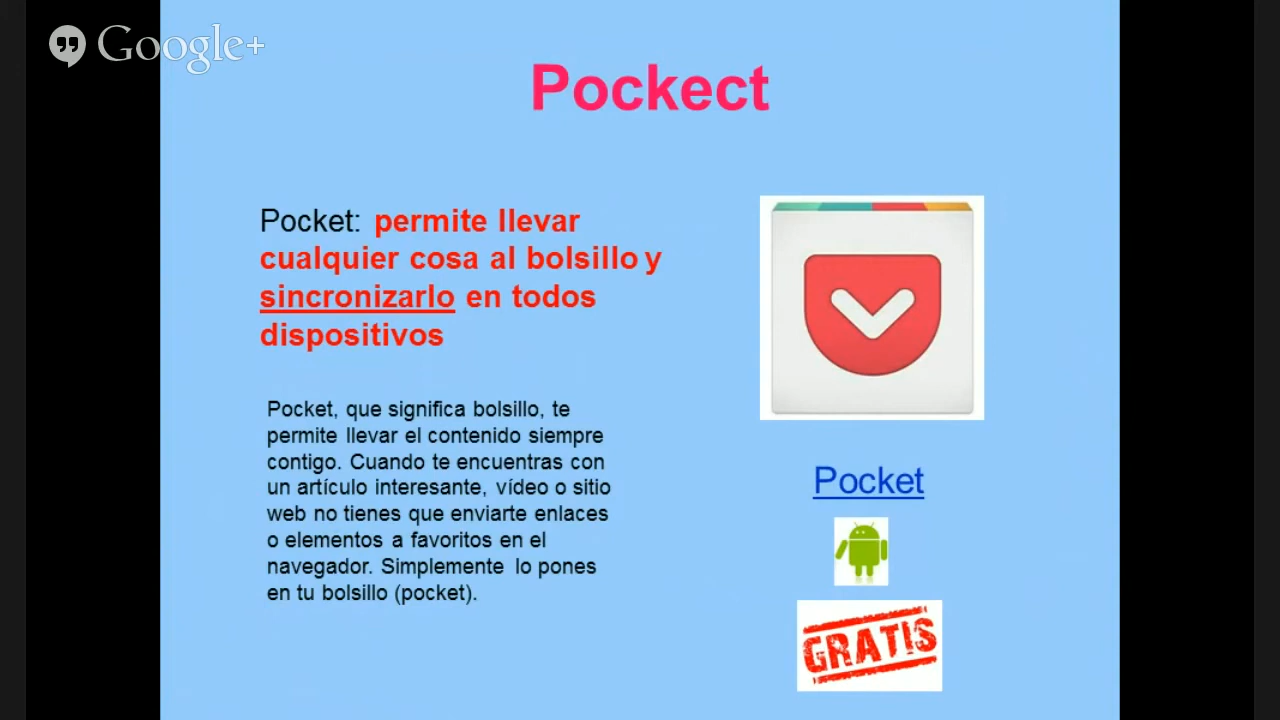 Google+
Pockect
Pocket: permite llevar
cualquier cosa al bolsillo y
sincronizarlo en todos
dispositivos
Pocket, que significa bolsillo, te
permite llevar el contenido siempre
contigo. Cuando te encuentras con
un artículo interesante, vídeo o sitio
web no tienes que enviarte enlaces
o elementos a favoritos en el
navegador. Simplemente lo pones
en tu bolsillo (pocket).
Pocket
GRATIS